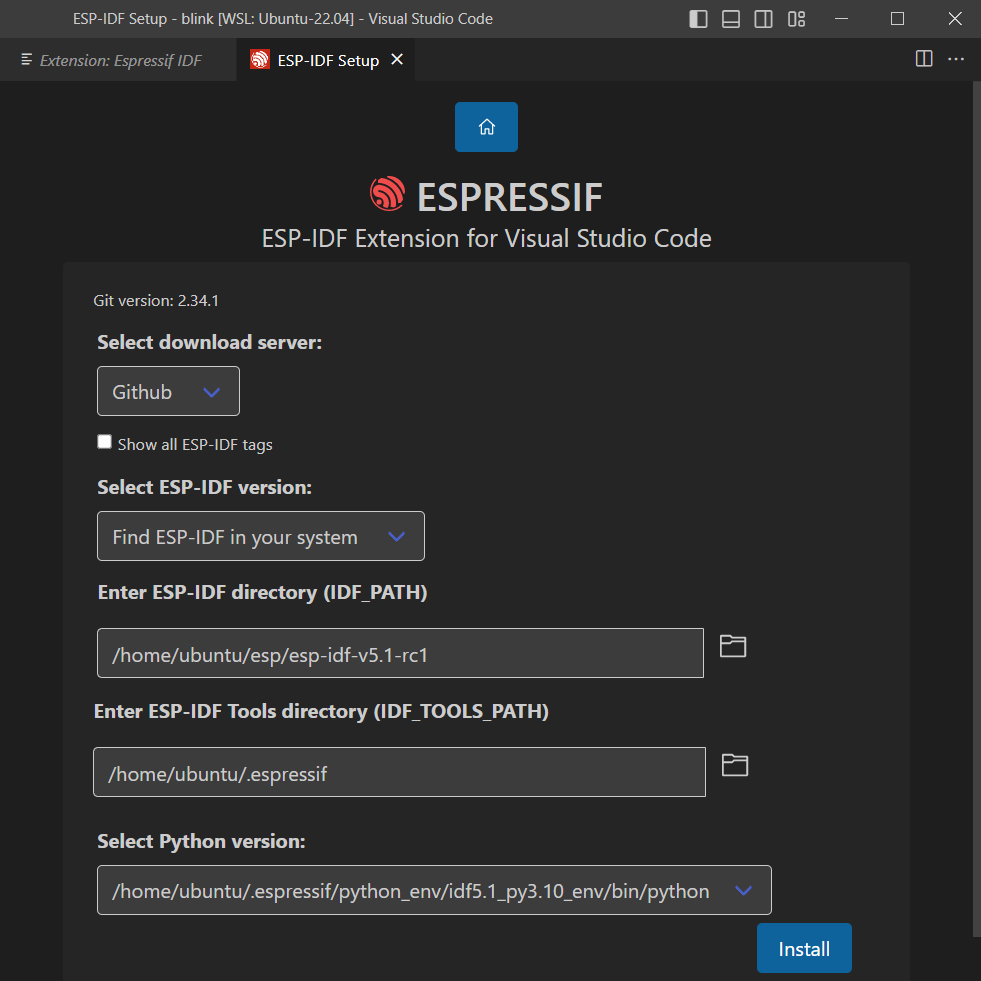 ESP-IDF Setup - blink [WSL: Ubuntu-22.04] - Visual Studio Code
Extension: Espressif IDF
ESP-IDF Setup
ESPRESSIF
ESP-IDF Extension for Visual Studio Code
Git version: 2.34.1
Select download server:
Github
Show all ESP-IDF tags
Select ESP-IDF version:
Find ESP-IDF in your system
Enter ESP-IDF directory (IDF_PATH)
/home/ubuntu/esp/esp-idf-v5.1-rc1
Enter ESP-IDF Tools directory (IDF_TOOLS_PATH)
/home/ubuntu/.espressif
Select Python version:
/home/ubuntu/.espressif/python_env/idf5.1_py3.10_env/bin/python
Install